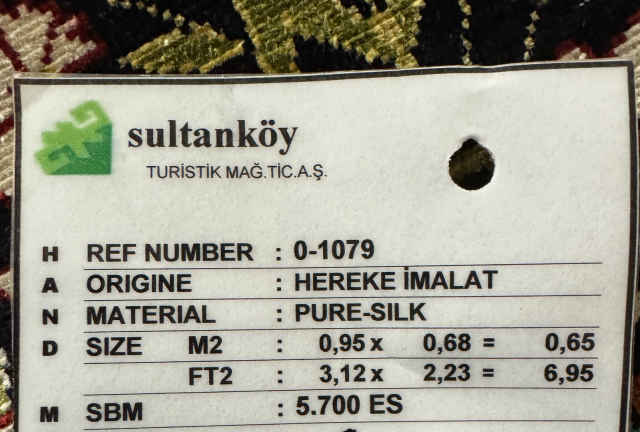 sultanköy
TURİSTİK MAĞ.TİC.A.Ş.
H REF NUMBER : 0-1079
A ORIGINE : HEREKE İMALAT
N MATERIAL : PURE-SILK
D SIZE M2 : 0,95 x 0,68 = 0,65
FT2 : 3,12 x 2,23 = 6,95
M SBM : 5.700 ES